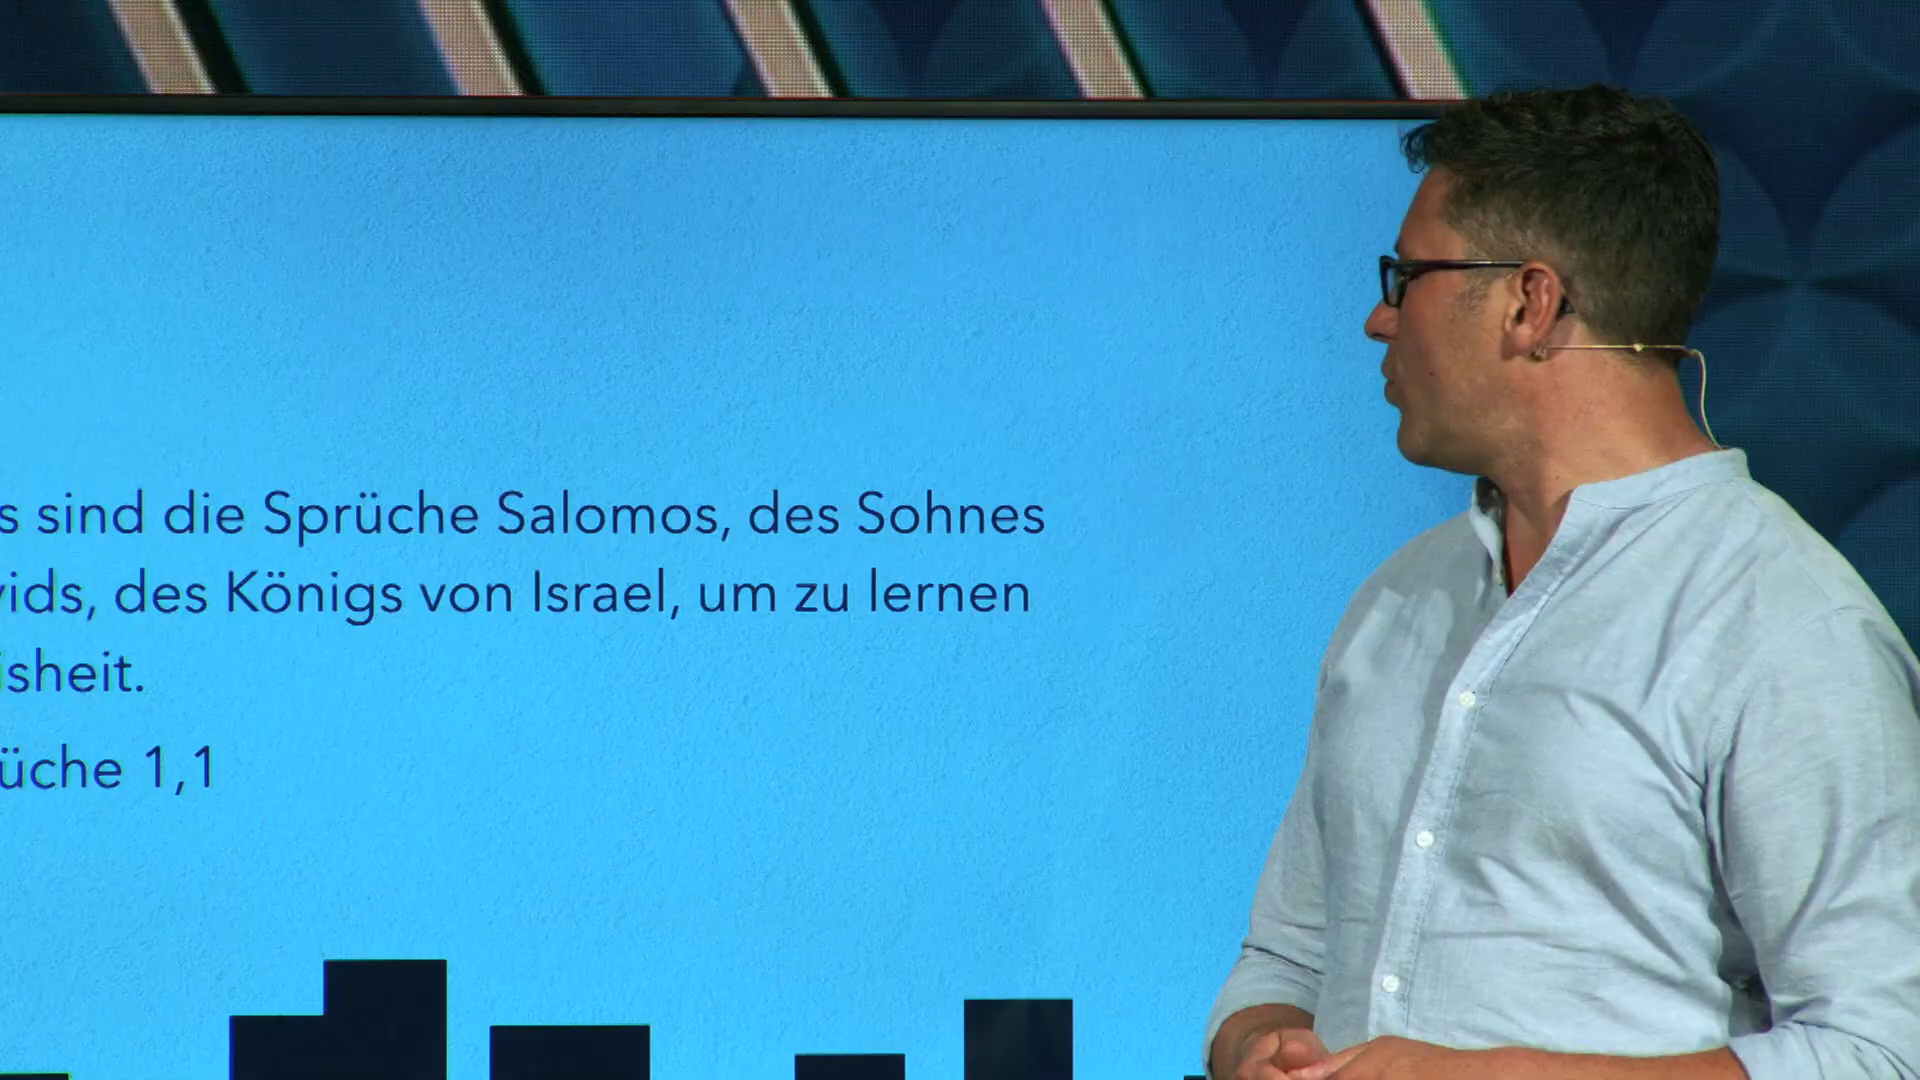 s sind die Sprüche Salomos, des Sohnes
vids, des Königs von Israel, um zu lernen
isheit.
üche 1,1